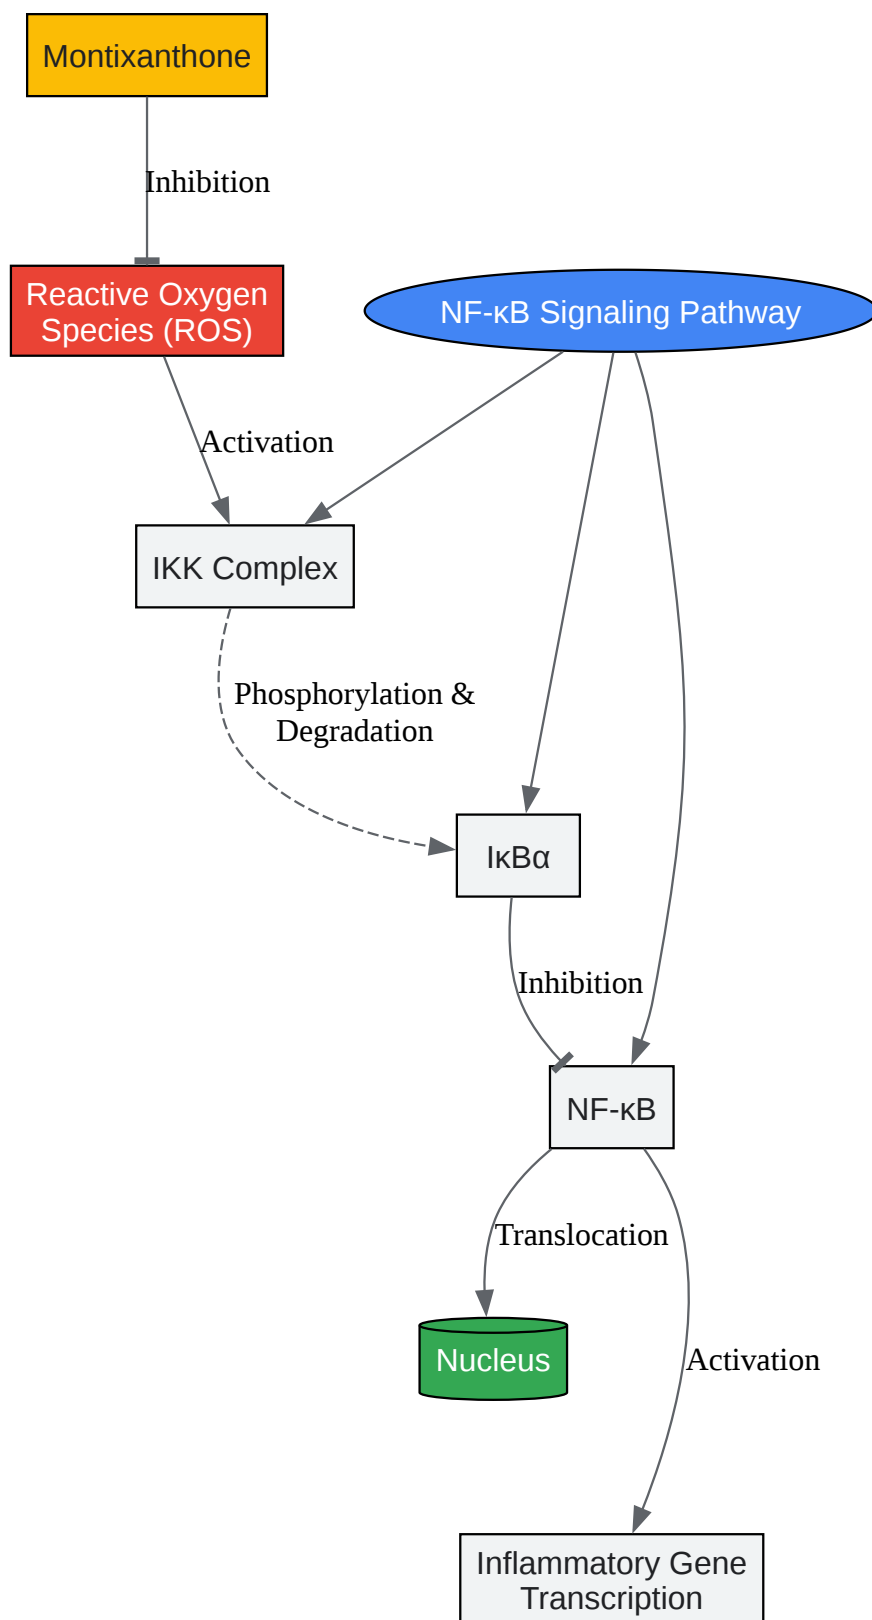 Montixanthone
Inhibition
Reactive Oxygen
Species (ROS)
NF-κB Signaling Pathway
Activation
IKK Complex
Phosphorylation &
Degradation
IκBα
Inhibition
NF-κB
Translocation
Nucleus
Activation
Inflammatory Gene
Transcription